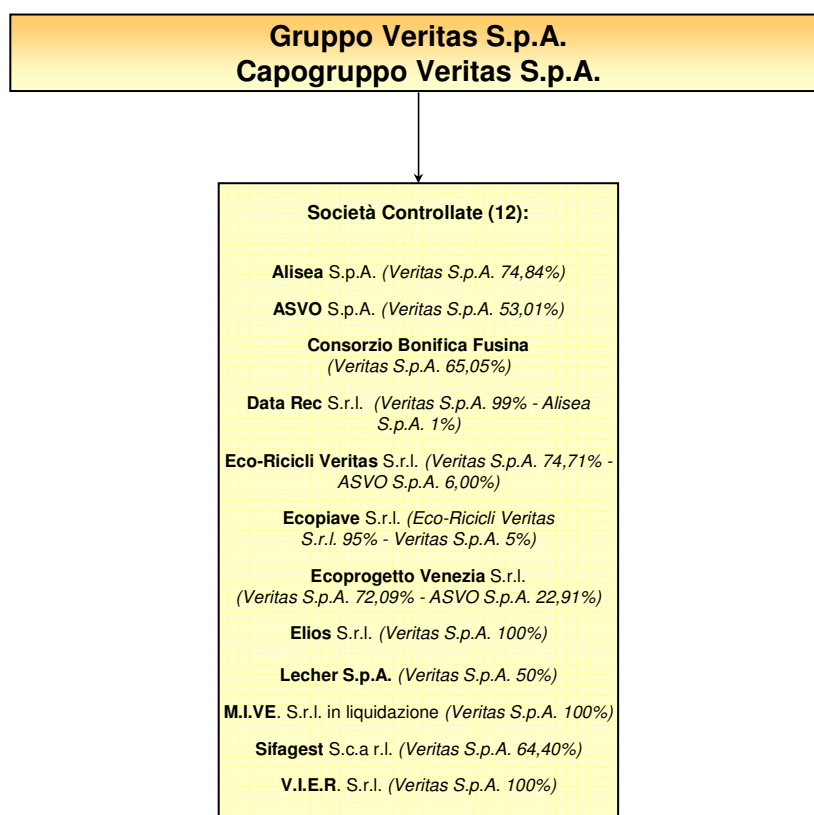 Gruppo Veritas S.p.A.
Capogruppo Veritas S.p.A.
Società Controllate (12):
Alisea S.p.A. (Veritas S.p.A. 74,84%)
ASVO S.p.A. (Veritas S.p.A. 53,01%)
Consorzio Bonifica Fusina
(Veritas S.p.A. 65,05%)
Data Rec S.r.l. (Veritas S.p.A. 99% - Alisea
S.p.A. 1%)
Eco-Ricicli Veritas S.r.l. (Veritas S.p.A. 74,71% -
ASVO S.p.A. 6,00%)
Ecopiave S.r.l. (Eco-Ricicli Veritas
S.r.l. 95% - Veritas S.p.A. 5%)
Ecoprogetto Venezia S.r.l.
(Veritas S.p.A. 72,09% - ASVO S.p.A. 22,91%)
Elios S.r.l. (Veritas S.p.A. 100%)
Lecher S.p.A. (Veritas S.p.A. 50%)
M.I.VE. S.r.l. in liquidazione (Veritas S.p.A. 100%)
Sifagest S.c.a r.l. (Veritas S.p.A. 64,40%)
V.I.E.R. S.r.l. (Veritas S.p.A. 100%)